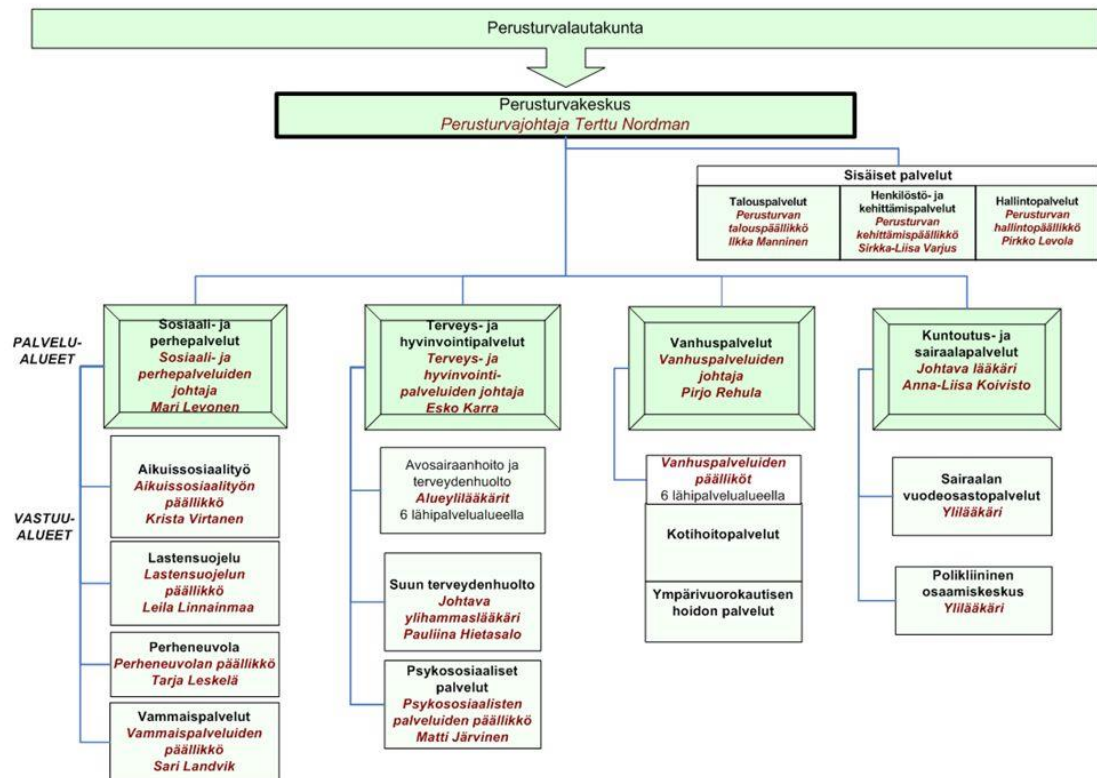 Perusturvalautakunta
Perusturvakeskus
Perusturvajohtaja Terttu Nordman
Sisäiset palvelut
Talouspalvelut
Perusturvan
talouspäällikkö
Ilkka Manninen
Henkilöstö- ja
kehittämispalvelut
Perusturvan
kehittämispäällikkö
Sirkka-Liisa Varjus
Hallintopalvelut
Perusturvan
hallintopäällikkö
Pirkko Levola
PALVELU-
ALUEET
Sosiaali- ja
perhepalvelut
Sosiaali- ja
perhepalveluiden
johtaja
Mari Levonen
Terveys- ja
hyvinvointipalvelut
Terveys- ja
hyvinvointi-
palveluiden johtaja
Esko Karra
Vanhuspalvelut
Vanhuspalveluiden
johtaja
Pirjo Rehula
Kuntoutus- ja
sairaalapalvelut
Johtava lääkäri
Anna-Liisa Koivisto
VASTUU-
ALUEET
Aikuissosiaalityö
Aikuissosiaalityön
päällikkö
Krista Virtanen
Lastensuojelu
Lastensuojelun
päällikkö
Leila Linnainmaa
Perheneuvola
Perheneuvolan päällikkö
Tarja Leskelä
Vammaispalvelut
Vammaispalveluiden
päällikkö
Sari Landvik
Avosairaanhoito ja
terveydenhuolto
Alueylilääkärit
6 lähipalvelualueella
Suun terveydenhuolto
Johtava
ylihammaslääkäri
Pauliina Hietasalo
Psykososiaaliset
palvelut
Psykososiaalisten
palveluiden päällikkö
Matti Järvinen
Vanhuspalveluiden
päälliköt
6 lähipalvelualueella
Kotihoitopalvelut
Ympärivuorokautisen
hoidon palvelut
Sairaalan
vuodeosastopalvelut
Ylilääkäri
Polikliininen
osaamiskeskus
Ylilääkäri